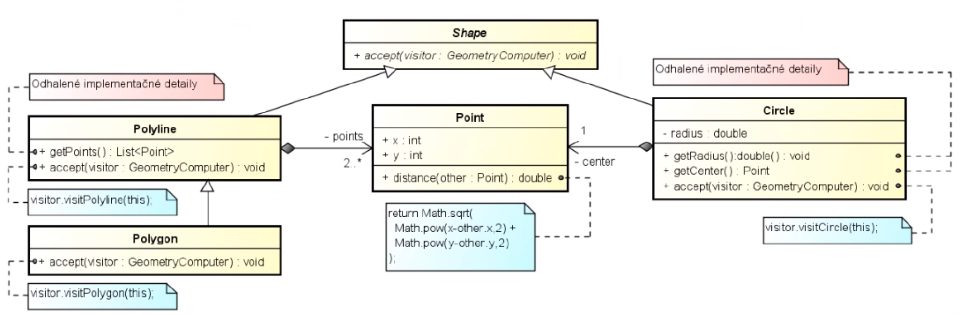 Shape
+ accept(visitor : GeometryComputer) : void
Odhalené implementačné detaily
Polyline
+ getPoints() : List<Point>
+ accept(visitor : GeometryComputer) : void
visitor.visitPolyline(this);
Polygon
+ accept(visitor : GeometryComputer) : void
visitor.visitPolygon(this);
- points
2..*
Point
+ x : int
+ y : int
+ distance(other : Point) : double
return Math.sqrt(
Math.pow(x-other.x,2) +
Math.pow(y-other.y,2)
);
1
- center
Odhalené implementačné detaily
Circle
- radius : double
+ getRadius():double() : void
+ getCenter() : Point
+ accept(visitor : GeometryComputer) : void
visitor.visitCircle(this);